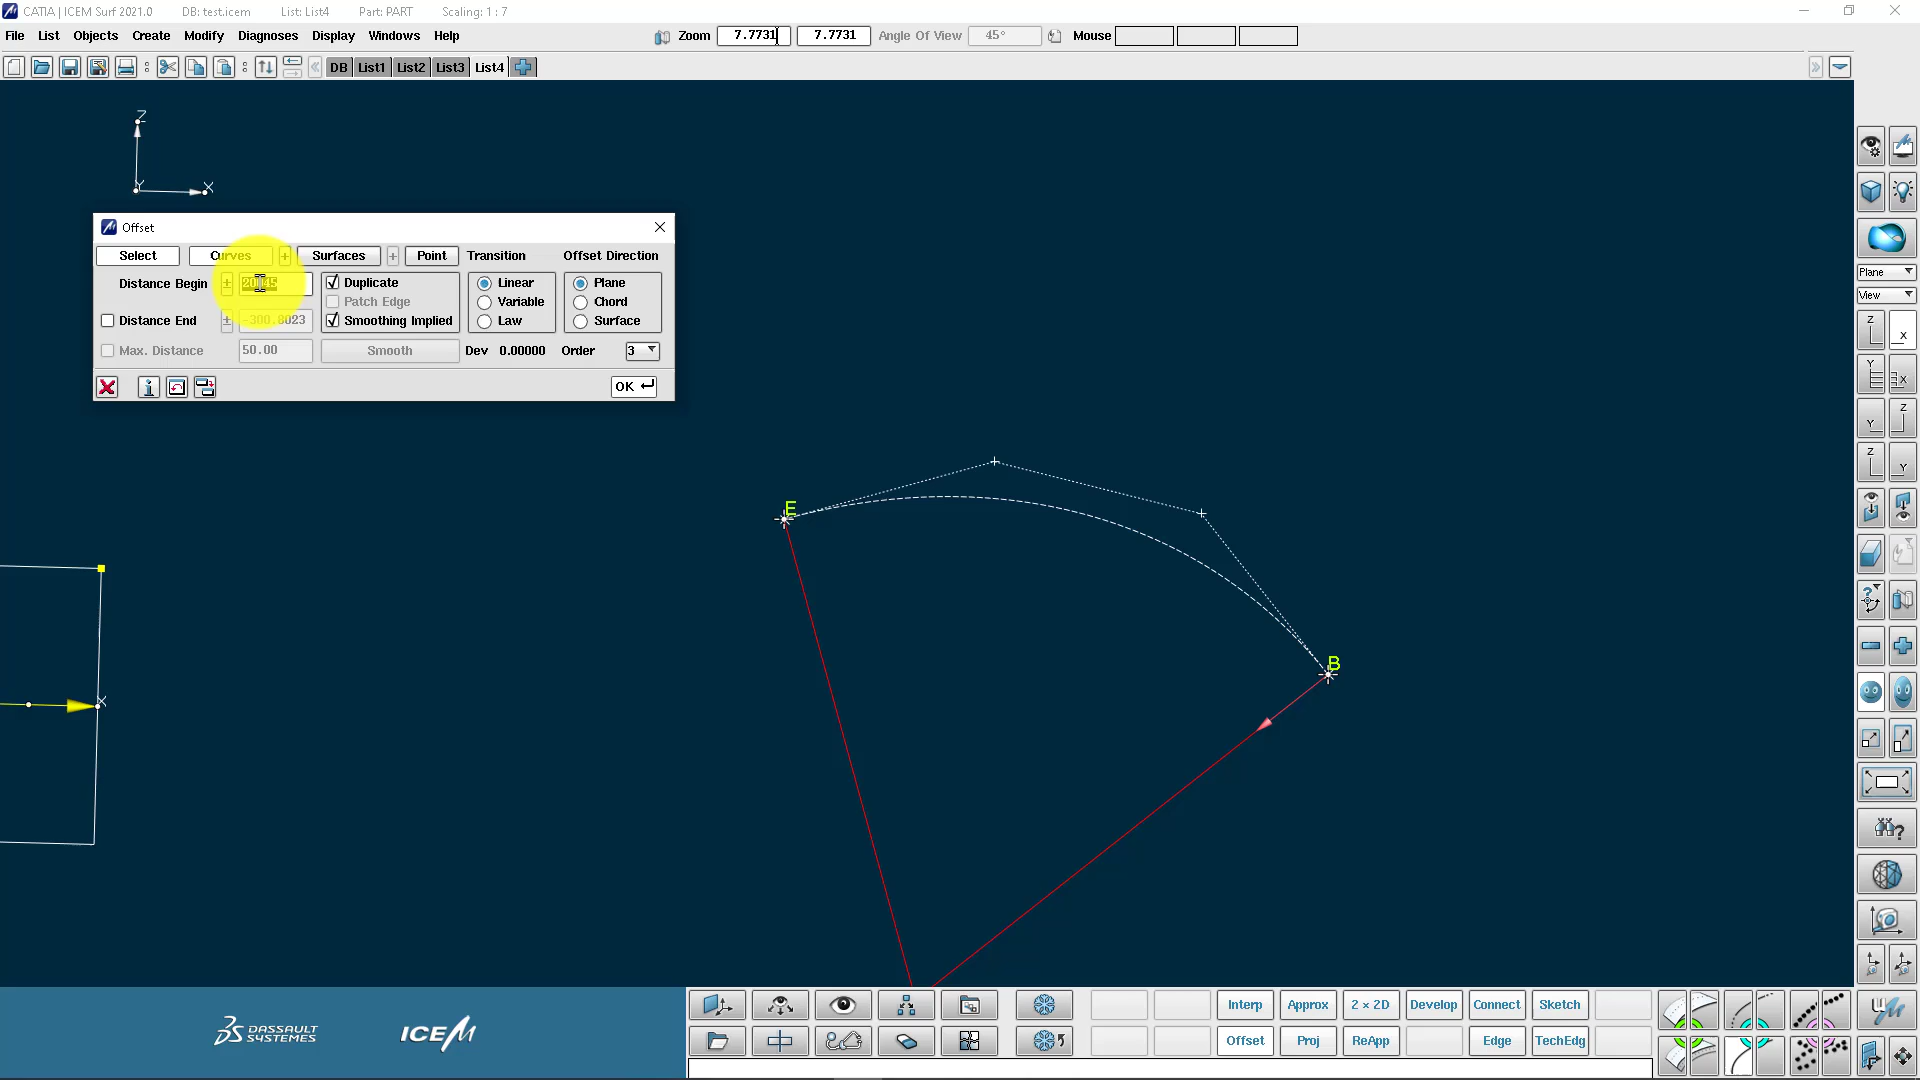 CATIA | ICEM Surf 2021.0 DB: test.icem List: List4 Part: PART Scaling: 1 : 7
File List Objects Create Modify Diagnoses Display Windows Help Zoom 7.7731 7.7731 Angle Of View 45° Mouse
DB List1 List2 List3 List4
Z
Y X
Offset
Select Curves + Surfaces + Point Transition Offset Direction
Distance Begin ± Duplicate Linear Plane
Patch Edge Variable Chord
Distance End ± -300.8023 Smoothing Implied Law Surface
Max. Distance 50.00 Smooth Dev 0.00000 Order 3
OK
E
B
X
Plane
View
Z
X
Y
X
Y
Z
Z
Y
DASSAULT SYSTEMES ICEM
Interp Approx 2 × 2D Develop Connect Sketch
Offset Proj ReApp Edge TechEdg